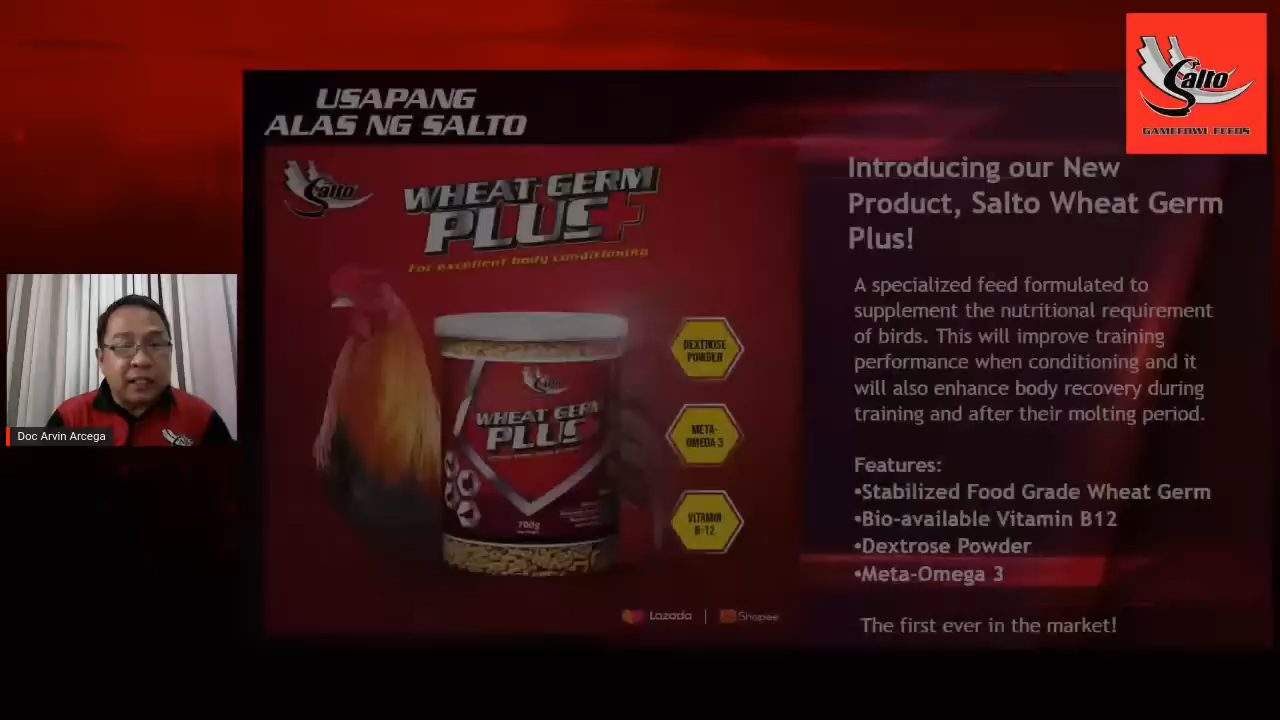 USAPANG
ALAS NG SALTO
Salto
GAMEFOWL FEEDS
Salto
WHEAT GERM
PLUS+
For excellent body conditioning
DEXTROSE
POWDER
META-
OMEGA 3
VITAMIN
B-12
WHEAT GERM
PLUS
700g
Lazada | Shopee
Introducing our New
Product, Salto Wheat Germ
Plus!
A specialized feed formulated to
supplement the nutritional requirement
of birds. This will improve training
performance when conditioning and it
will also enhance body recovery during
training and after their molting period.
Features:
•Stabilized Food Grade Wheat Germ
•Bio-available Vitamin B12
•Dextrose Powder
•Meta-Omega 3
The first ever in the market!
Doc Arvin Arcega